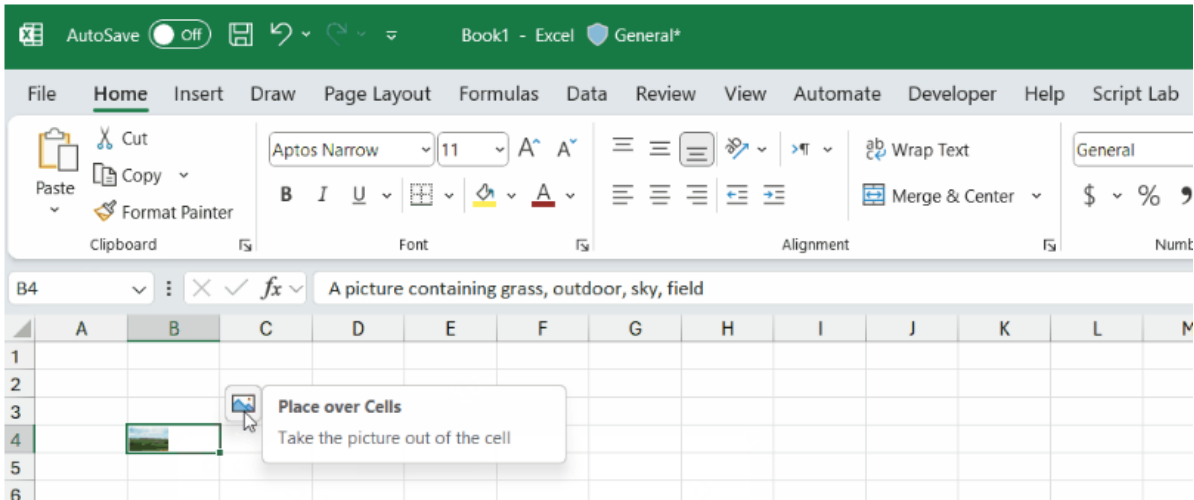 AutoSave Off Book1 - Excel General*
File Home Insert Draw Page Layout Formulas Data Review View Automate Developer Help Script Lab
Paste Cut Copy Format Painter
Clipboard
Aptos Narrow 11 A A
B I U A
Font
ab Wrap Text
Merge & Center
Alignment
General
$ % 9
Numb
B4 fx A picture containing grass, outdoor, sky, field
A B C D E F G H I J K L M
1
2
3
Place over Cells
Take the picture out of the cell
4
5
6